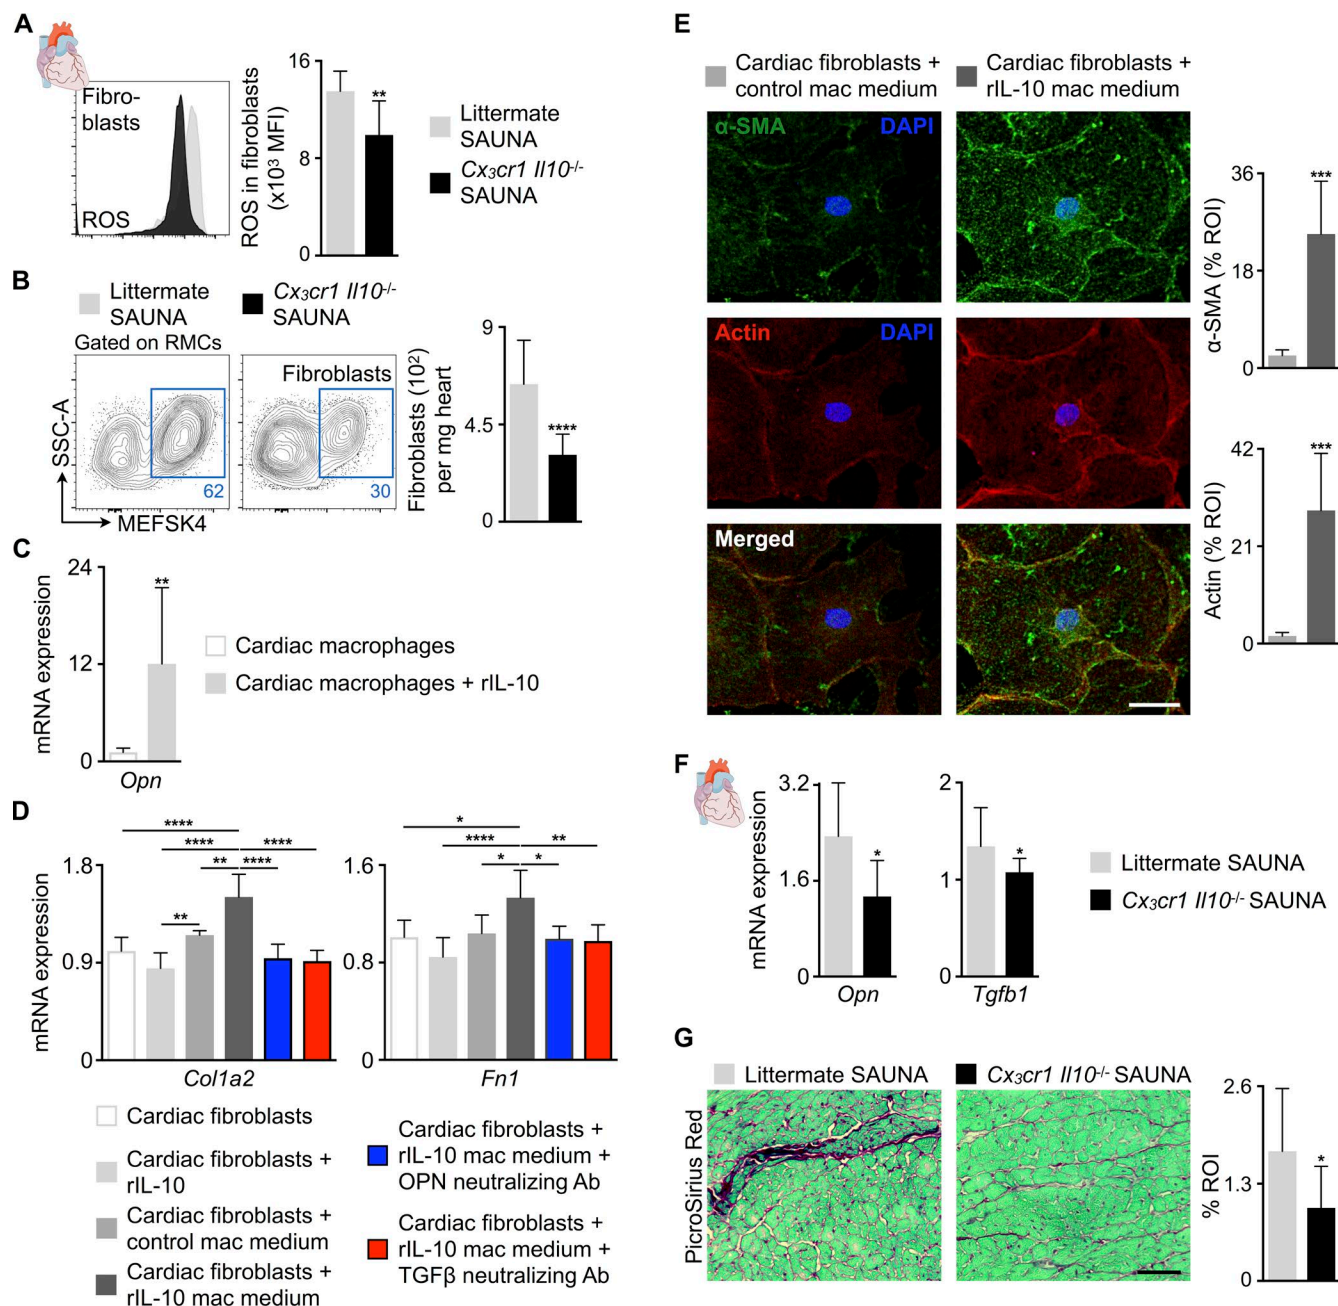 A
Fibro-
blasts
ROS
ROS in fibroblasts
(x10³ MFI)
16
8
0
**
Littermate
SAUNA
Cx₃cr1 Il10⁻/⁻
SAUNA
B
Littermate
SAUNA
Cx₃cr1 Il10⁻/⁻
SAUNA
Gated on RMCs
Fibroblasts
SSC-A
MEFSK4
62
30
Fibroblasts (10²)
per mg heart
9
4.5
0
****
C
mRNA expression
24
12
0
**
Opn
Cardiac macrophages
Cardiac macrophages + rIL-10
D
mRNA expression
1.8
0.9
0
****
**** ****
** ****
**
Col1a2
1.6
0.8
0
*
**** **
* *
Fn1
Cardiac fibroblasts
Cardiac fibroblasts +
rIL-10
Cardiac fibroblasts +
control mac medium
Cardiac fibroblasts +
rIL-10 mac medium
Cardiac fibroblasts +
rIL-10 mac medium +
OPN neutralizing Ab
Cardiac fibroblasts +
rIL-10 mac medium +
TGFβ neutralizing Ab
E
Cardiac fibroblasts +
control mac medium
Cardiac fibroblasts +
rIL-10 mac medium
α-SMA DAPI
Actin DAPI
Merged
α-SMA (% ROI)
36
18
0
***
Actin (% ROI)
42
21
0
***
F
mRNA expression
3.2
1.6
0
*
Opn
2
1
0
*
Tgfb1
Littermate SAUNA
Cx₃cr1 Il10⁻/⁻ SAUNA
G
Littermate SAUNA
Cx₃cr1 Il10⁻/⁻ SAUNA
PicroSirius Red
% ROI
2.6
1.3
0
*